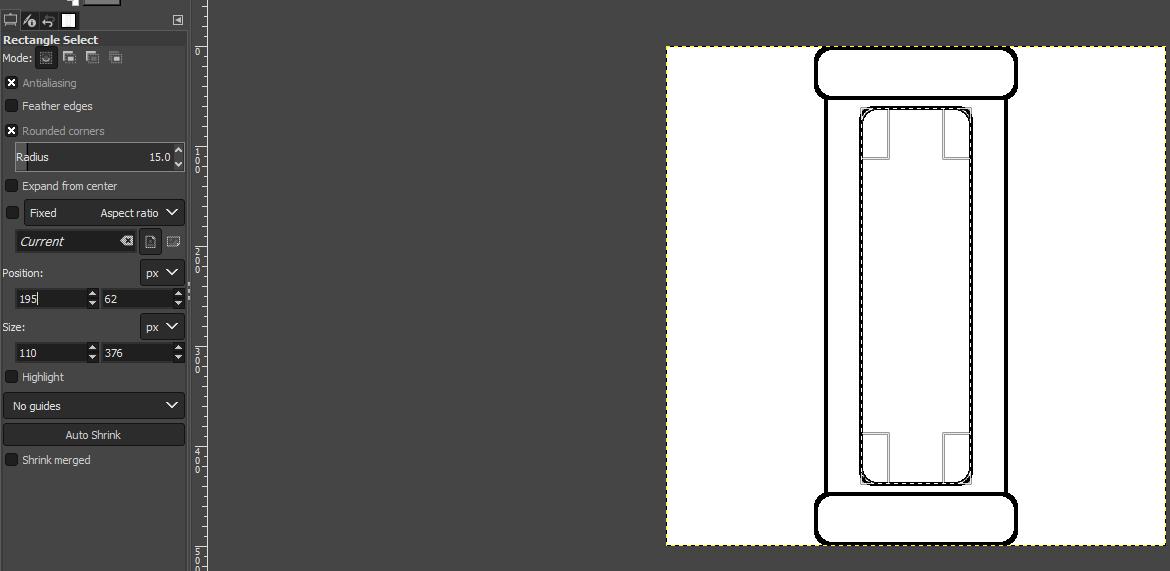 Rectangle Select
Mode:
Antialiasing
Feather edges
Rounded corners
Radius 15.0
Expand from center
Fixed Aspect ratio
Current
Position: px
195 62
Size: px
110 376
Highlight
No guides
Auto Shrink
Shrink merged
0
100
200
300
400
500